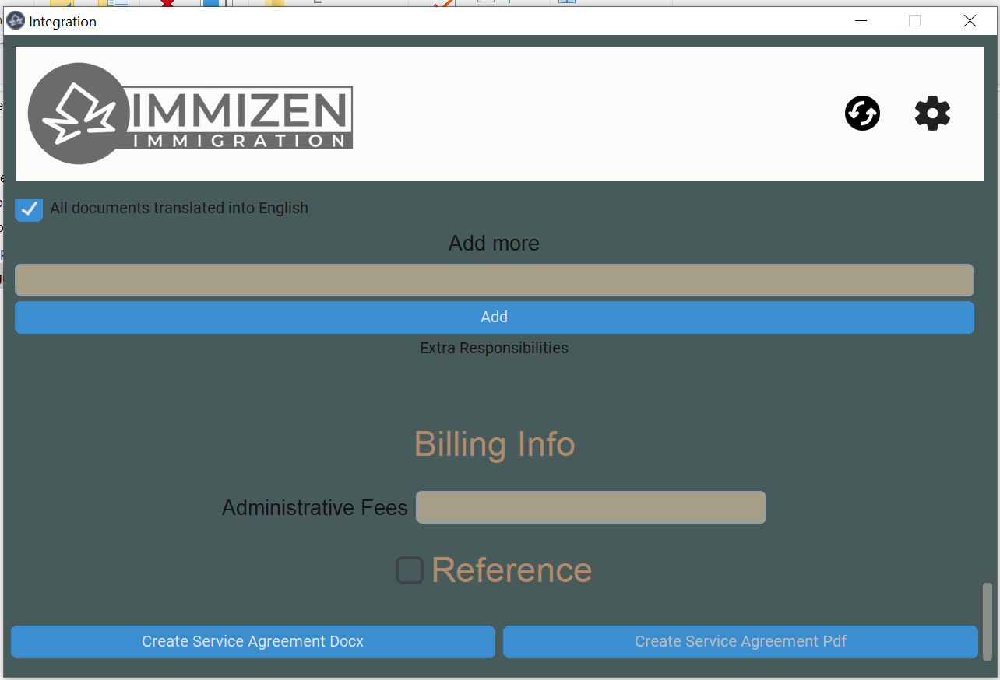 Integration
IMMIZEN
IMMIGRATION
All documents translated into English
Add more
Add
Extra Responsibilities
Billing Info
Administrative Fees
Reference
Create Service Agreement Docx
Create Service Agreement Pdf